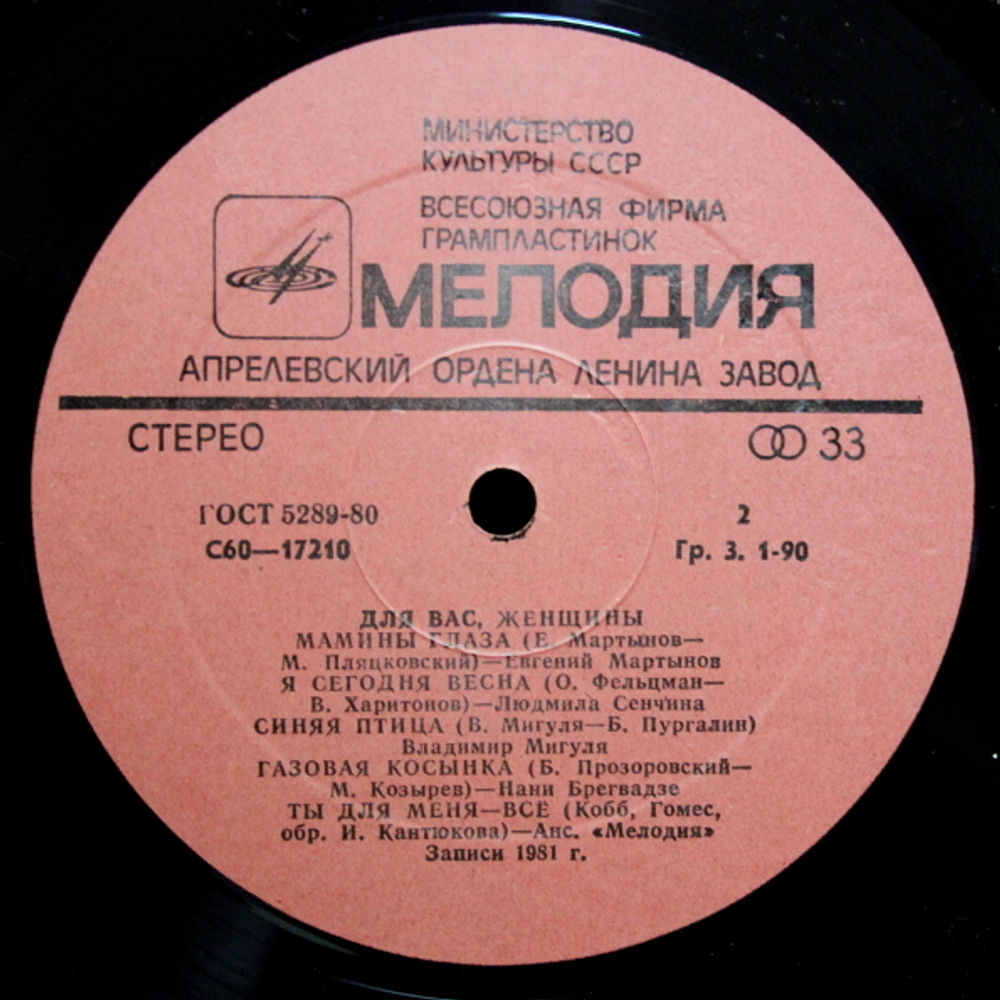 МИНИСТЕРСТВО
КУЛЬТУРЫ СССР
ВСЕСОЮЗНАЯ ФИРМА
ГРАМПЛАСТИНОК
МЕЛОДИЯ
АПРЕЛЕВСКИЙ ОРДЕНА ЛЕНИНА ЗАВОД
СТЕРЕО
33
ГОСТ 5289-80
2
С60—17210
Гр. 3. 1-90
ДЛЯ ВАС, ЖЕНЩИНЫ
МАМИНЫ ГЛАЗА (Е. Мартынов—
М. Пляцковский)—Евгений Мартынов
Я СЕГОДНЯ ВЕСНА (О. Фельцман—
В. Харитонов)—Людмила Сенчина
СИНЯЯ ПТИЦА (В. Мигуля—Б. Пургалин)
Владимир Мигуля
ГАЗОВАЯ КОСЫНКА (Б. Прозоровский—
М. Козырев)—Нани Брегвадзе
ТЫ ДЛЯ МЕНЯ—ВСЁ (Кобб, Гомес,
обр. И. Кантюкова)—Анс. «Мелодия»
Записи 1981 г.